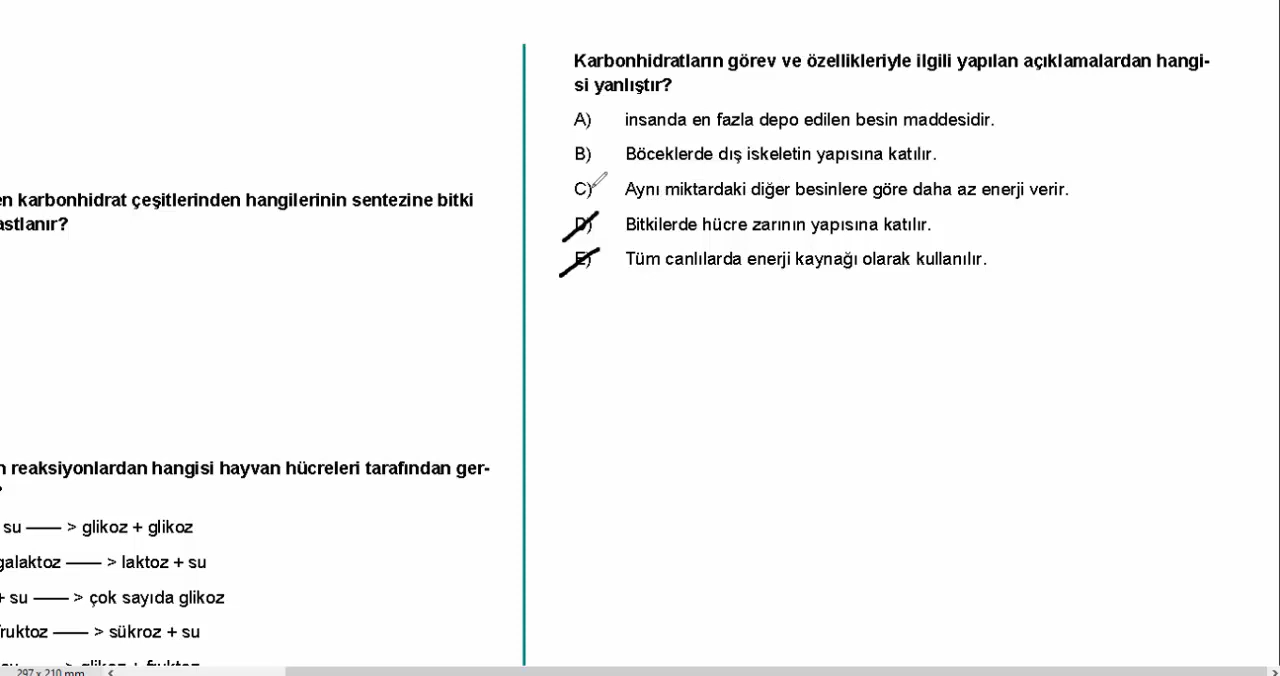 en karbonhidrat çeşitlerinden hangilerinin sentezine bitki
astlanır?
n reaksiyonlardan hangisi hayvan hücreleri tarafından ger-
?
su —— > glikoz + glikoz
galaktoz —— > laktoz + su
+ su —— > çok sayıda glikoz
fruktoz —— > sükroz + su
su —— > glikoz + fruktoz
Karbonhidratların görev ve özellikleriyle ilgili yapılan açıklamalardan hangi-
si yanlıştır?
A) insanda en fazla depo edilen besin maddesidir.
B) Böceklerde dış iskeletin yapısına katılır.
C) Aynı miktardaki diğer besinlere göre daha az enerji verir.
D) Bitkilerde hücre zarının yapısına katılır.
E) Tüm canlılarda enerji kaynağı olarak kullanılır.
297 x 210 mm